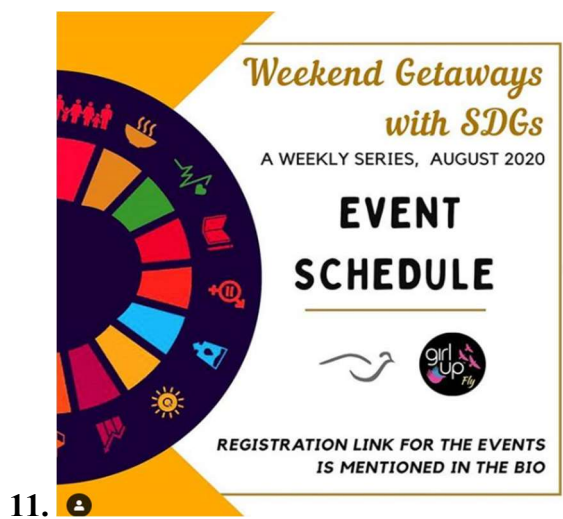 Weekend Getaways
with SDGs
A WEEKLY SERIES, AUGUST 2020
EVENT
SCHEDULE
girl
up
Fly
REGISTRATION LINK FOR THE EVENTS
IS MENTIONED IN THE BIO
11.